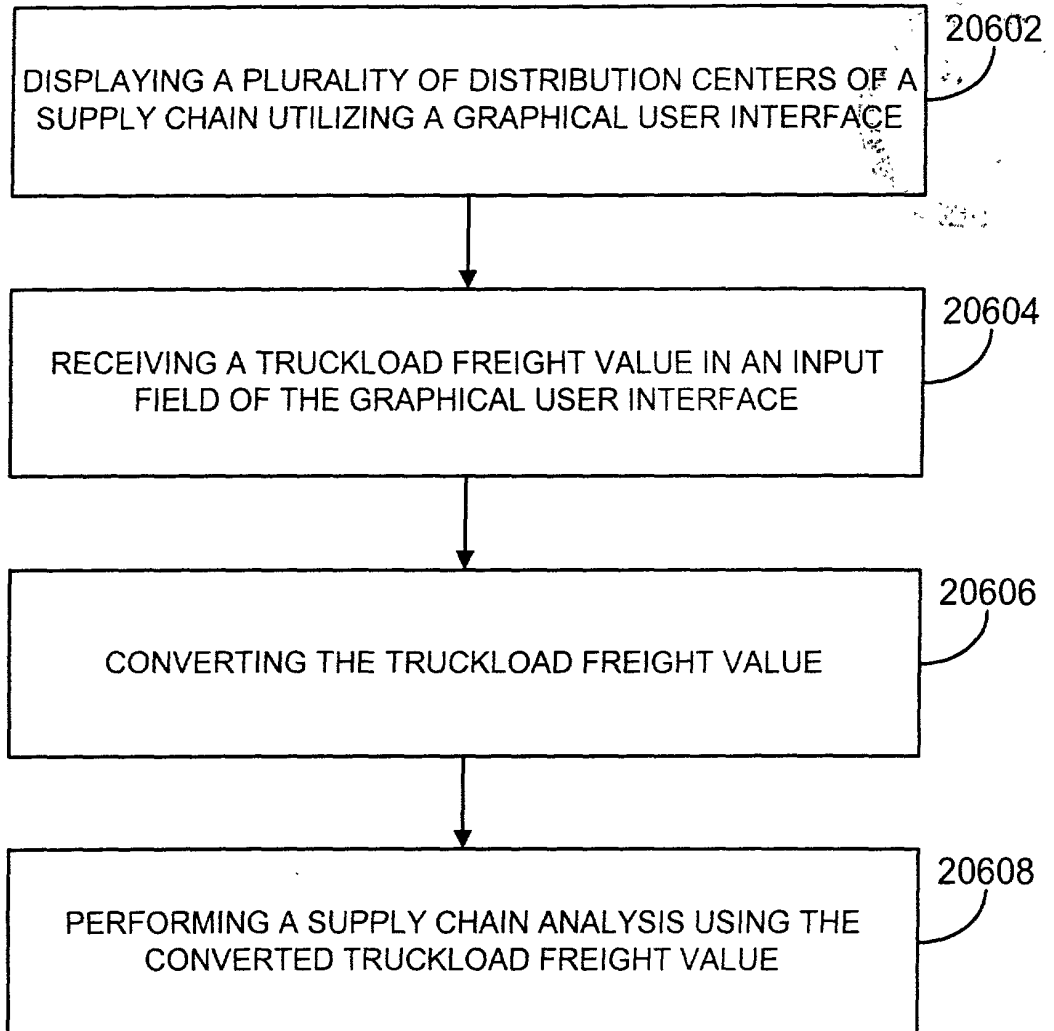 20602
DISPLAYING A PLURALITY OF DISTRIBUTION CENTERS OF A
SUPPLY CHAIN UTILIZING A GRAPHICAL USER INTERFACE
20604
RECEIVING A TRUCKLOAD FREIGHT VALUE IN AN INPUT
FIELD OF THE GRAPHICAL USER INTERFACE
20606
CONVERTING THE TRUCKLOAD FREIGHT VALUE
20608
PERFORMING A SUPPLY CHAIN ANALYSIS USING THE
CONVERTED TRUCKLOAD FREIGHT VALUE